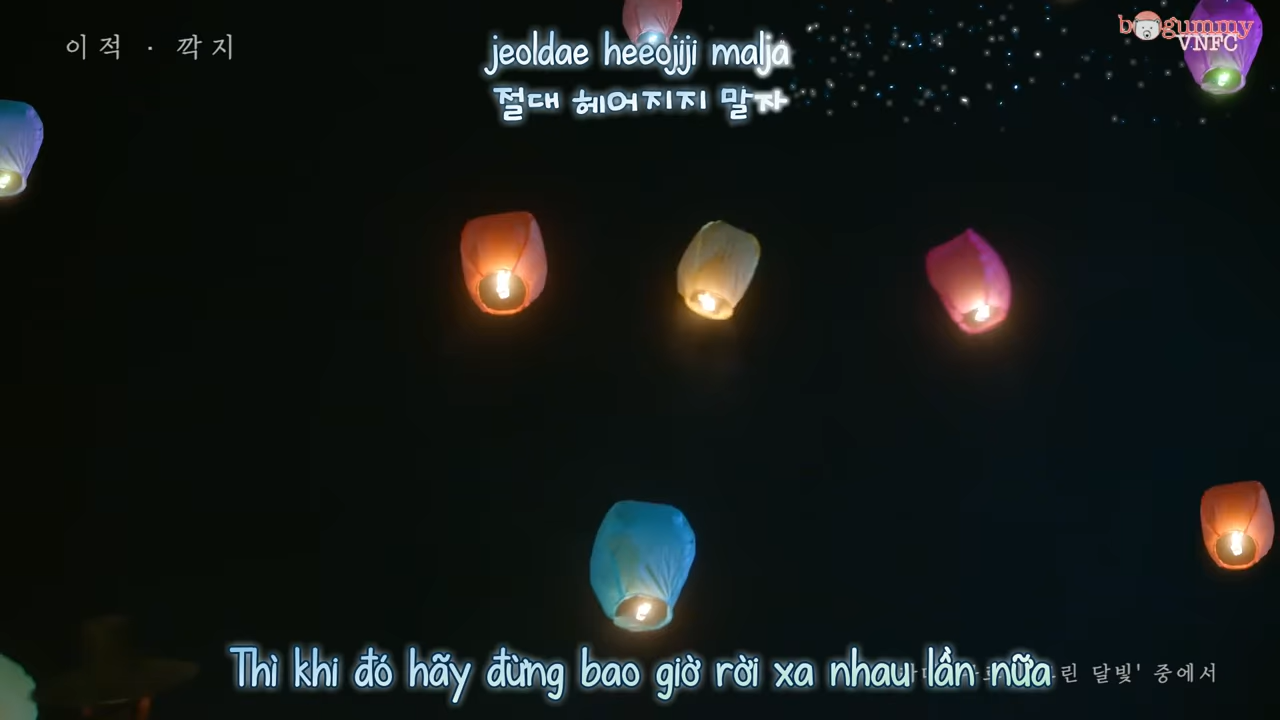 이적 · 깍지
jeoldae heeojiji malja
절대 헤어지지 말자
bogummy
VNFC
Thì khi đó hãy đừng bao giờ rời xa nhau lần nữa
린 달빛' 중에서